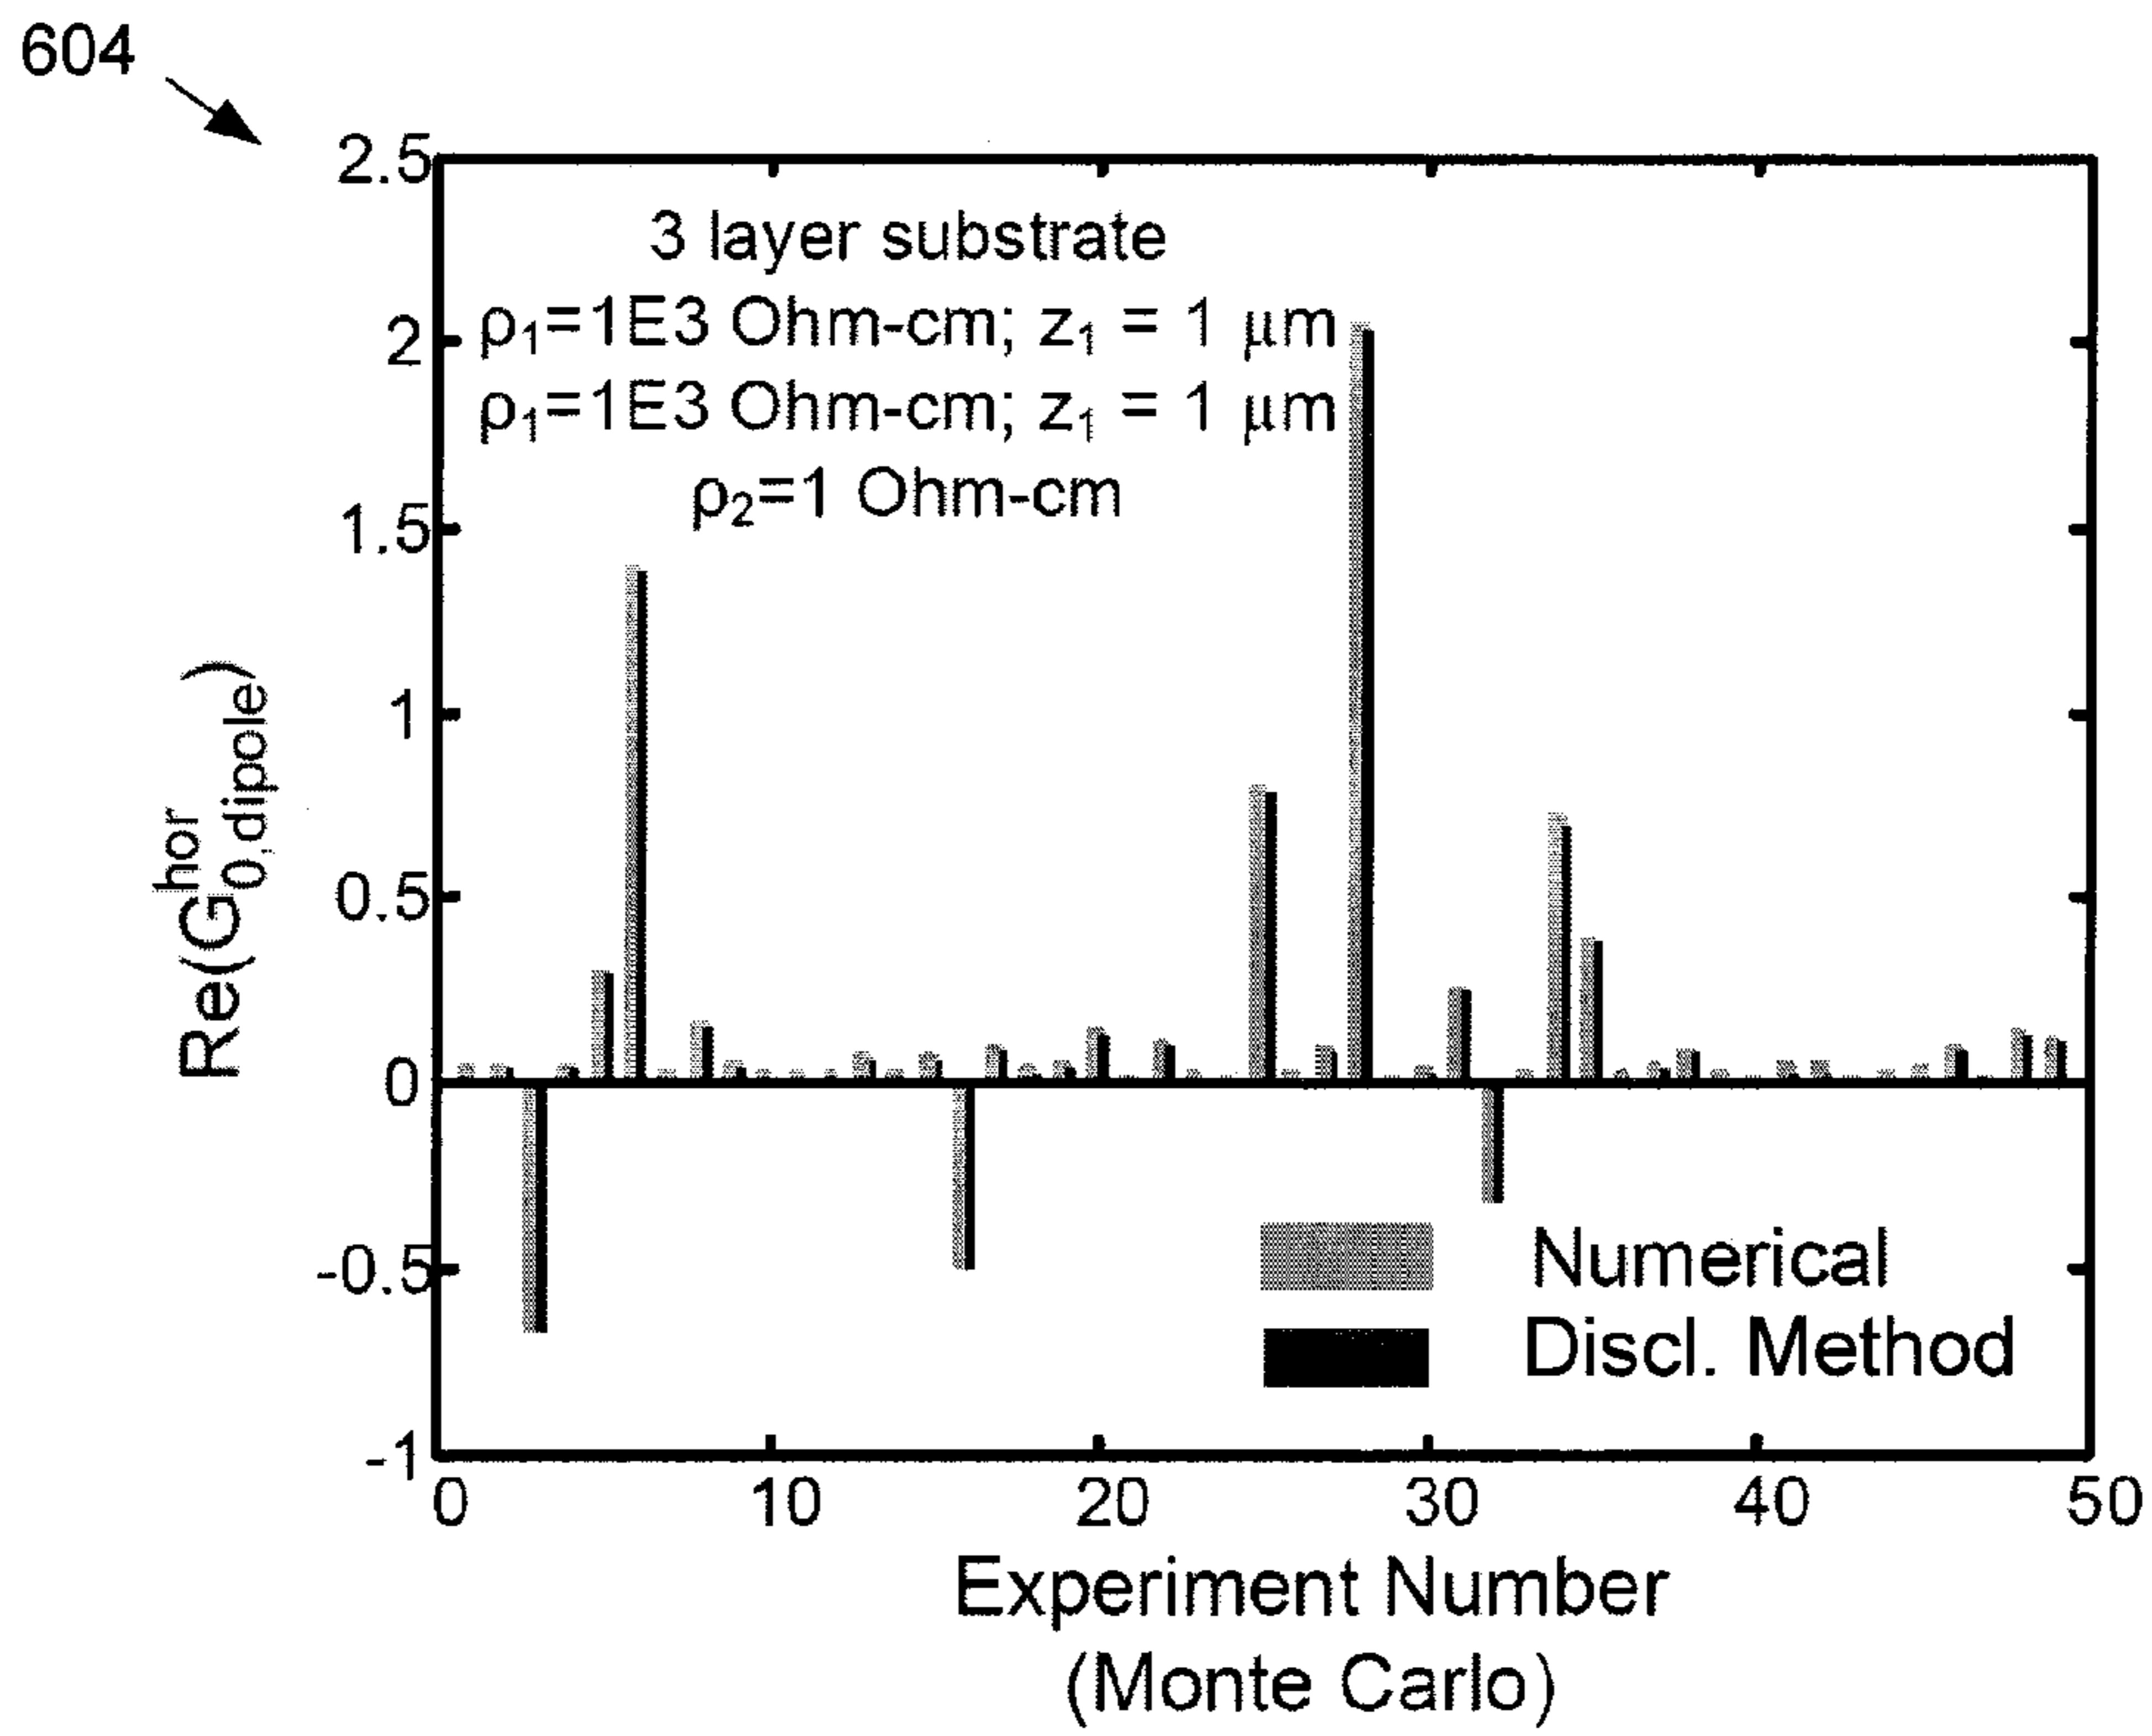 604
2.5
3 layer substrate
2
ρ₁=1E3 Ohm-cm; z₁ = 1 μm
ρ₁=1E3 Ohm-cm; z₁ = 1 μm
ρ₂=1 Ohm-cm
1.5
1
0.5
0
-0.5
-1
Re(G₀,dipole^hor)
Numerical
Discl. Method
0 10 20 30 40 50
Experiment Number
(Monte Carlo)